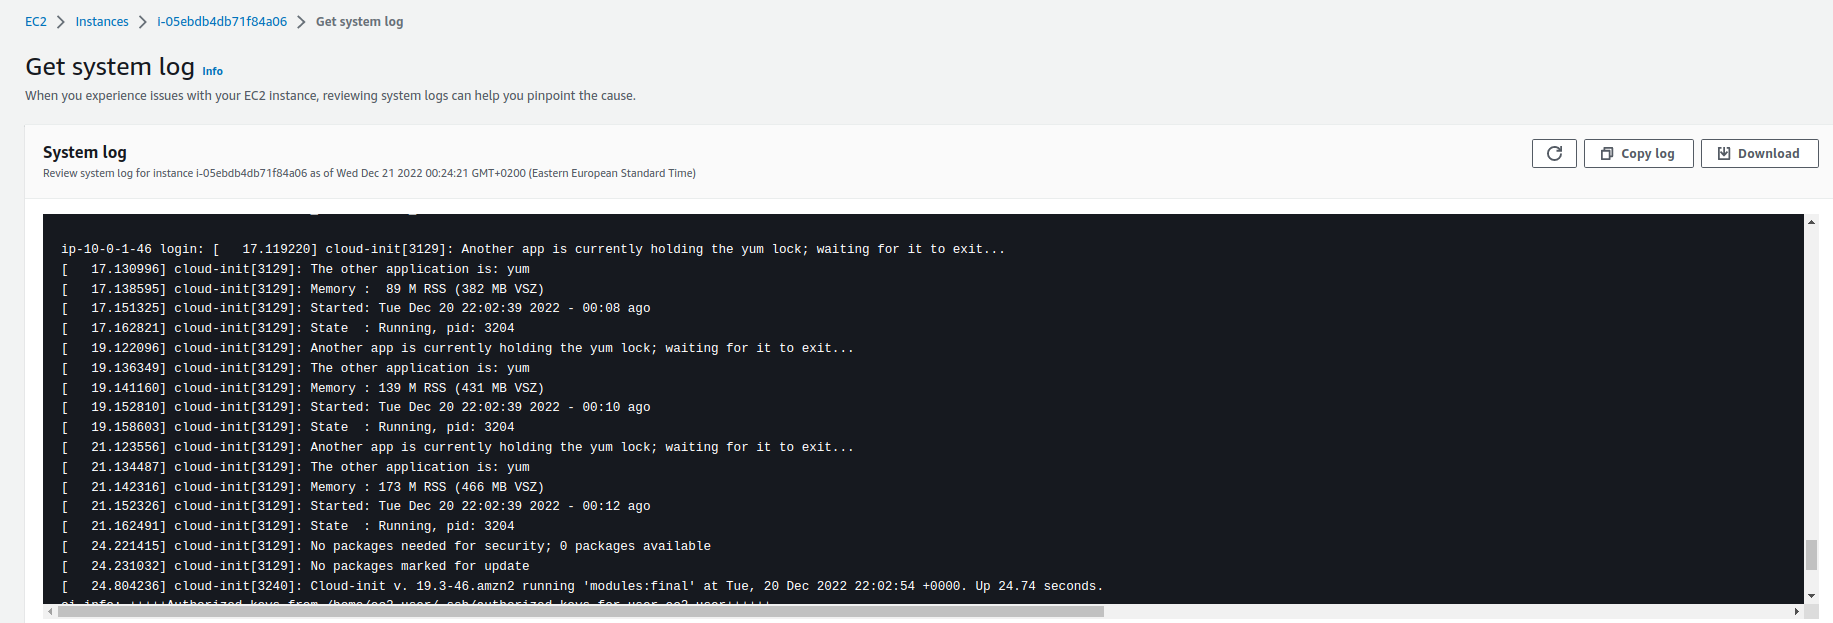 EC2 > Instances > i-05ebdb4db71f84a06 > Get system log
Get system log Info
When you experience issues with your EC2 instance, reviewing system logs can help you pinpoint the cause.
System log
Review system log for instance i-05ebdb4db71f84a06 as of Wed Dec 21 2022 00:24:21 GMT+0200 (Eastern European Standard Time)
Copy log
Download
ip-10-0-1-46 login: [   17.119220] cloud-init[3129]: Another app is currently holding the yum lock; waiting for it to exit...
[   17.130996] cloud-init[3129]: The other application is: yum
[   17.138595] cloud-init[3129]: Memory :  89 M RSS (382 MB VSZ)
[   17.151325] cloud-init[3129]: Started: Tue Dec 20 22:02:39 2022 - 00:08 ago
[   17.162821] cloud-init[3129]: State  : Running, pid: 3204
[   19.122096] cloud-init[3129]: Another app is currently holding the yum lock; waiting for it to exit...
[   19.136349] cloud-init[3129]: The other application is: yum
[   19.141160] cloud-init[3129]: Memory : 139 M RSS (431 MB VSZ)
[   19.152810] cloud-init[3129]: Started: Tue Dec 20 22:02:39 2022 - 00:10 ago
[   19.158603] cloud-init[3129]: State  : Running, pid: 3204
[   21.123556] cloud-init[3129]: Another app is currently holding the yum lock; waiting for it to exit...
[   21.134487] cloud-init[3129]: The other application is: yum
[   21.142316] cloud-init[3129]: Memory : 173 M RSS (466 MB VSZ)
[   21.152326] cloud-init[3129]: Started: Tue Dec 20 22:02:39 2022 - 00:12 ago
[   21.162491] cloud-init[3129]: State  : Running, pid: 3204
[   24.221415] cloud-init[3129]: No packages needed for security; 0 packages available
[   24.231032] cloud-init[3129]: No packages marked for update
[   24.804236] cloud-init[3240]: Cloud-init v. 19.3-46.amzn2 running 'modules:final' at Tue, 20 Dec 2022 22:02:54 +0000. Up 24.74 seconds.